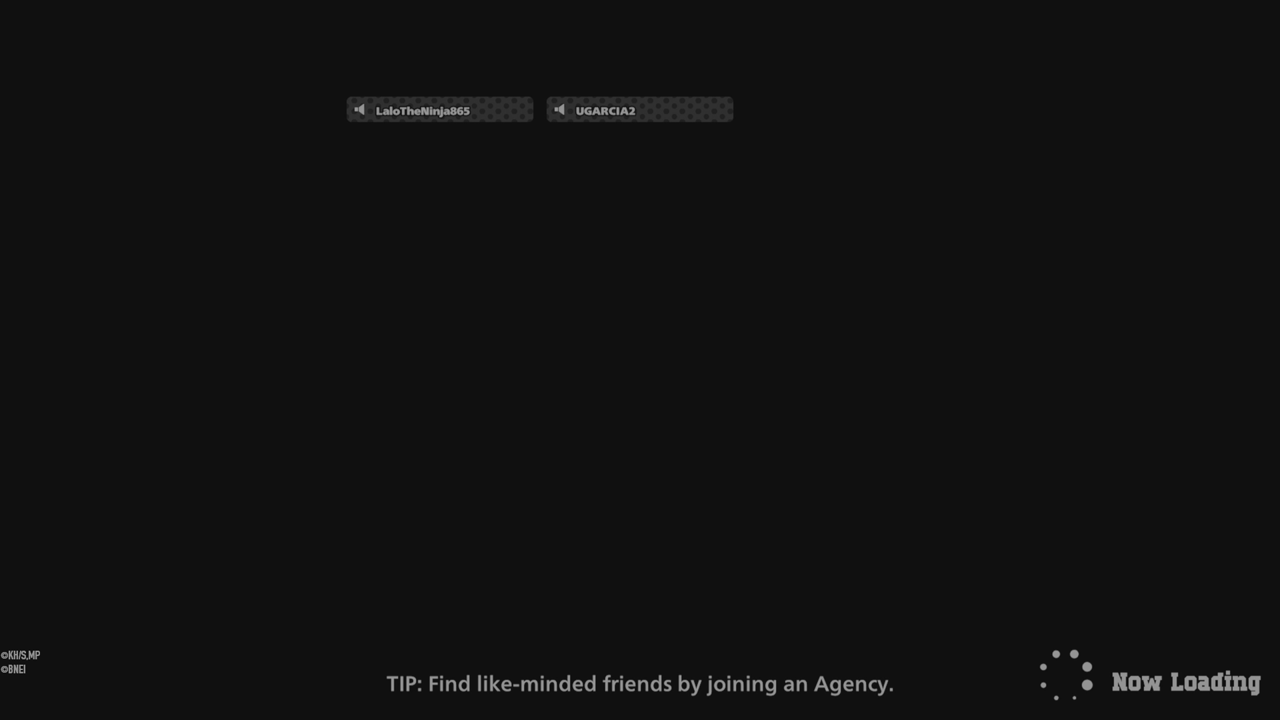 LaloTheNinja865
UGARCIA2
©KH/S,MP
©BNEI
TIP: Find like-minded friends by joining an Agency.
Now Loading